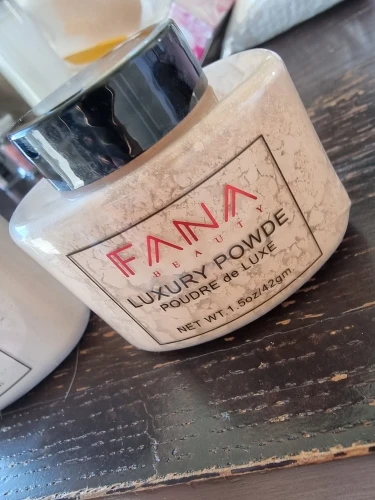 FANA
BEAUTY
LUXURY POWDE
POUDRE de LUXE
NET WT 1.5oz/42gm